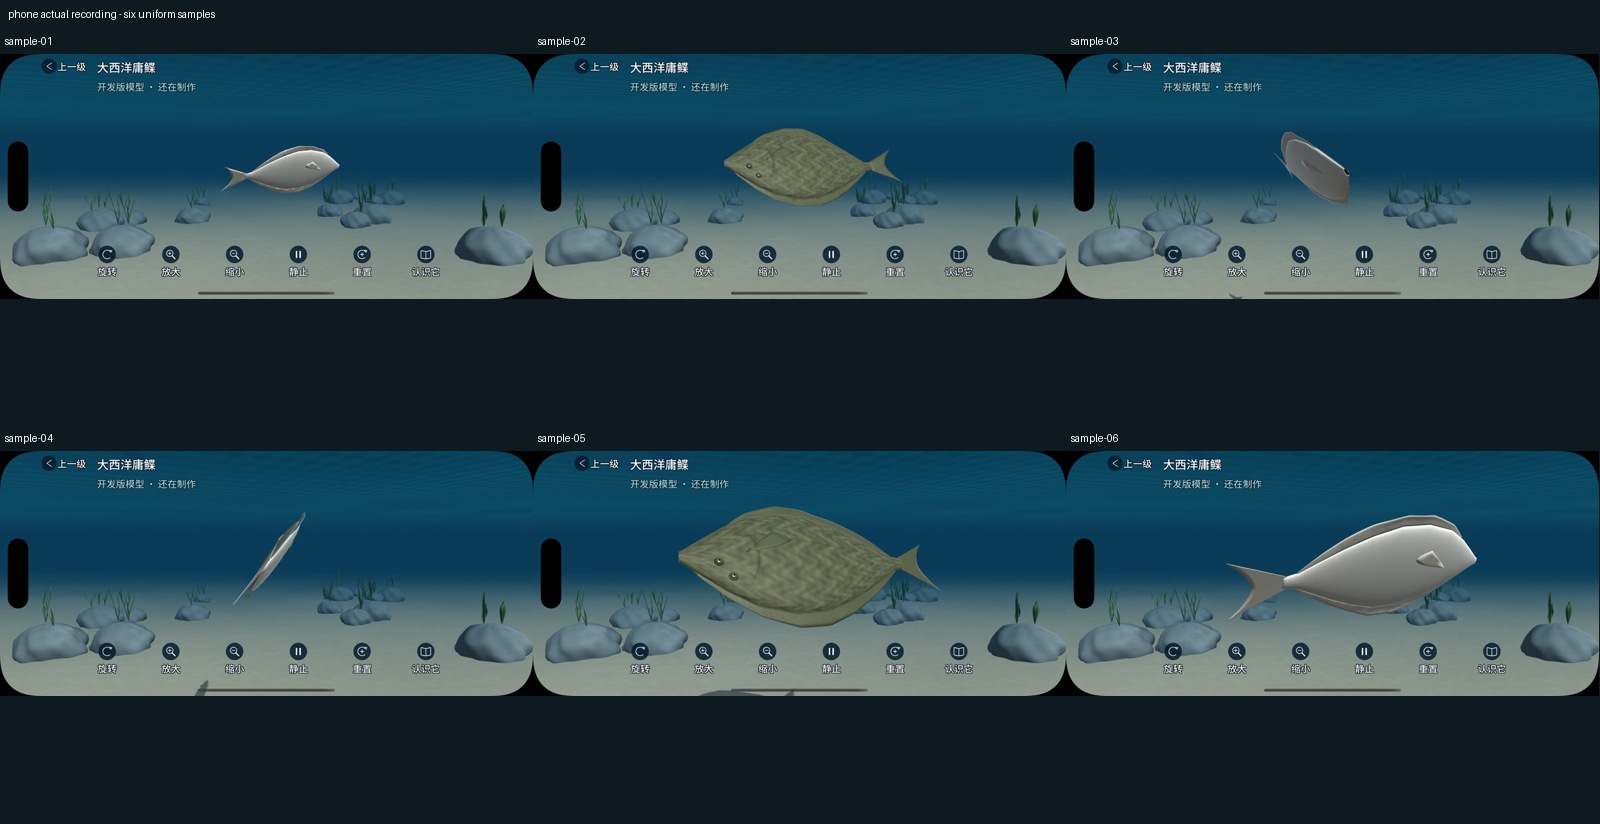 phone actual recording - six uniform samples
sample-01
上一级 大西洋庸鲽
开发版模型 · 还在制作
旋转 放大 缩小 静止 重置 认识它
sample-02
上一级 大西洋庸鲽
开发版模型 · 还在制作
旋转 放大 缩小 静止 重置 认识它
sample-03
上一级 大西洋庸鲽
开发版模型 · 还在制作
旋转 放大 缩小 静止 重置 认识它
sample-04
上一级 大西洋庸鲽
开发版模型 · 还在制作
旋转 放大 缩小 静止 重置 认识它
sample-05
上一级 大西洋庸鲽
开发版模型 · 还在制作
旋转 放大 缩小 静止 重置 认识它
sample-06
上一级 大西洋庸鲽
开发版模型 · 还在制作
旋转 放大 缩小 静止 重置 认识它